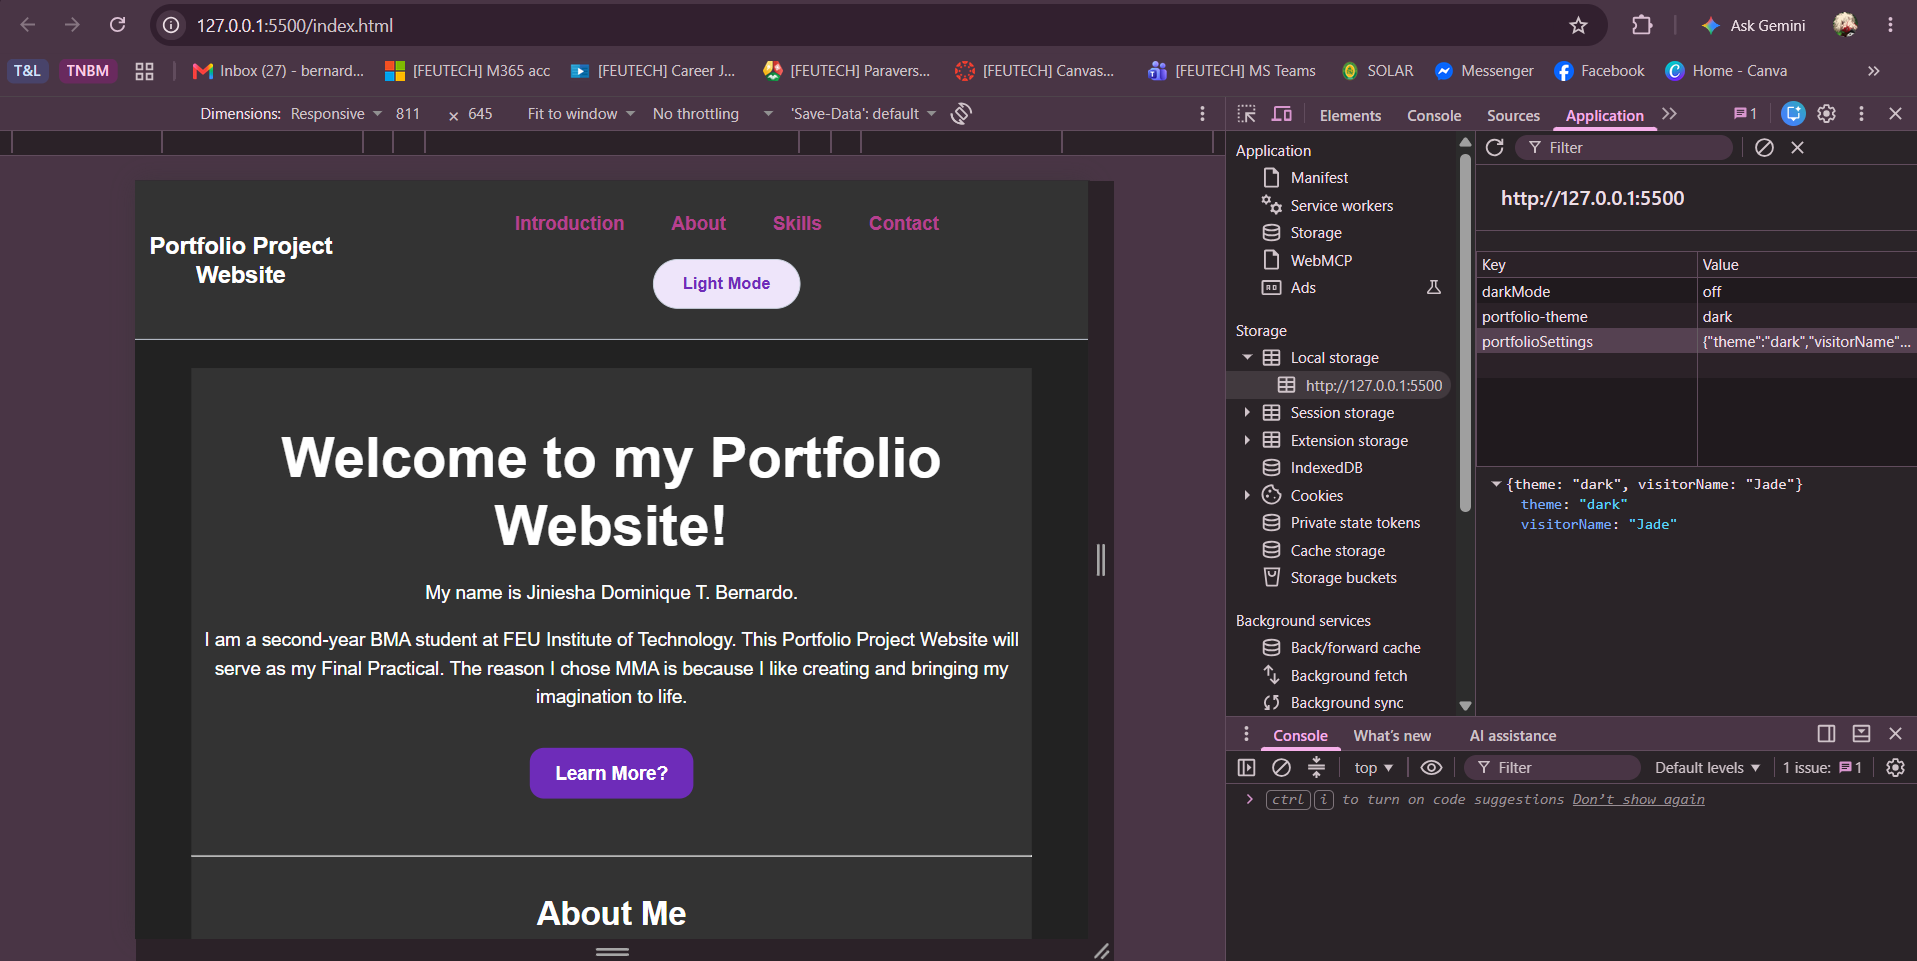 127.0.0.1:5500/index.html
Ask Gemini
T&L
TNBM
Inbox (27) - bernard...
[FEUTECH] M365 acc
[FEUTECH] Career J...
[FEUTECH] Paravers...
[FEUTECH] Canvas...
[FEUTECH] MS Teams
SOLAR
Messenger
Facebook
Home - Canva
Dimensions: Responsive 811 × 645
Fit to window
No throttling
'Save-Data': default
Elements
Console
Sources
Application
1
Portfolio Project
Website
Introduction
About
Skills
Contact
Light Mode
Welcome to my Portfolio
Website!
My name is Jiniesha Dominique T. Bernardo.
I am a second-year BMA student at FEU Institute of Technology. This Portfolio Project Website will
serve as my Final Practical. The reason I chose MMA is because I like creating and bringing my
imagination to life.
Learn More?
About Me
Application
Manifest
Service workers
Storage
WebMCP
Ads
Storage
Local storage
http://127.0.0.1:5500
Session storage
Extension storage
IndexedDB
Cookies
Private state tokens
Cache storage
Storage buckets
Background services
Back/forward cache
Background fetch
Background sync
Filter
http://127.0.0.1:5500
Key Value
darkMode off
portfolio-theme dark
portfolioSettings {"theme":"dark","visitorName"...
{theme: "dark", visitorName: "Jade"}
theme: "dark"
visitorName: "Jade"
Console
What's new
AI assistance
top
Filter
Default levels
1 issue: 1
ctrl i to turn on code suggestions Don't show again